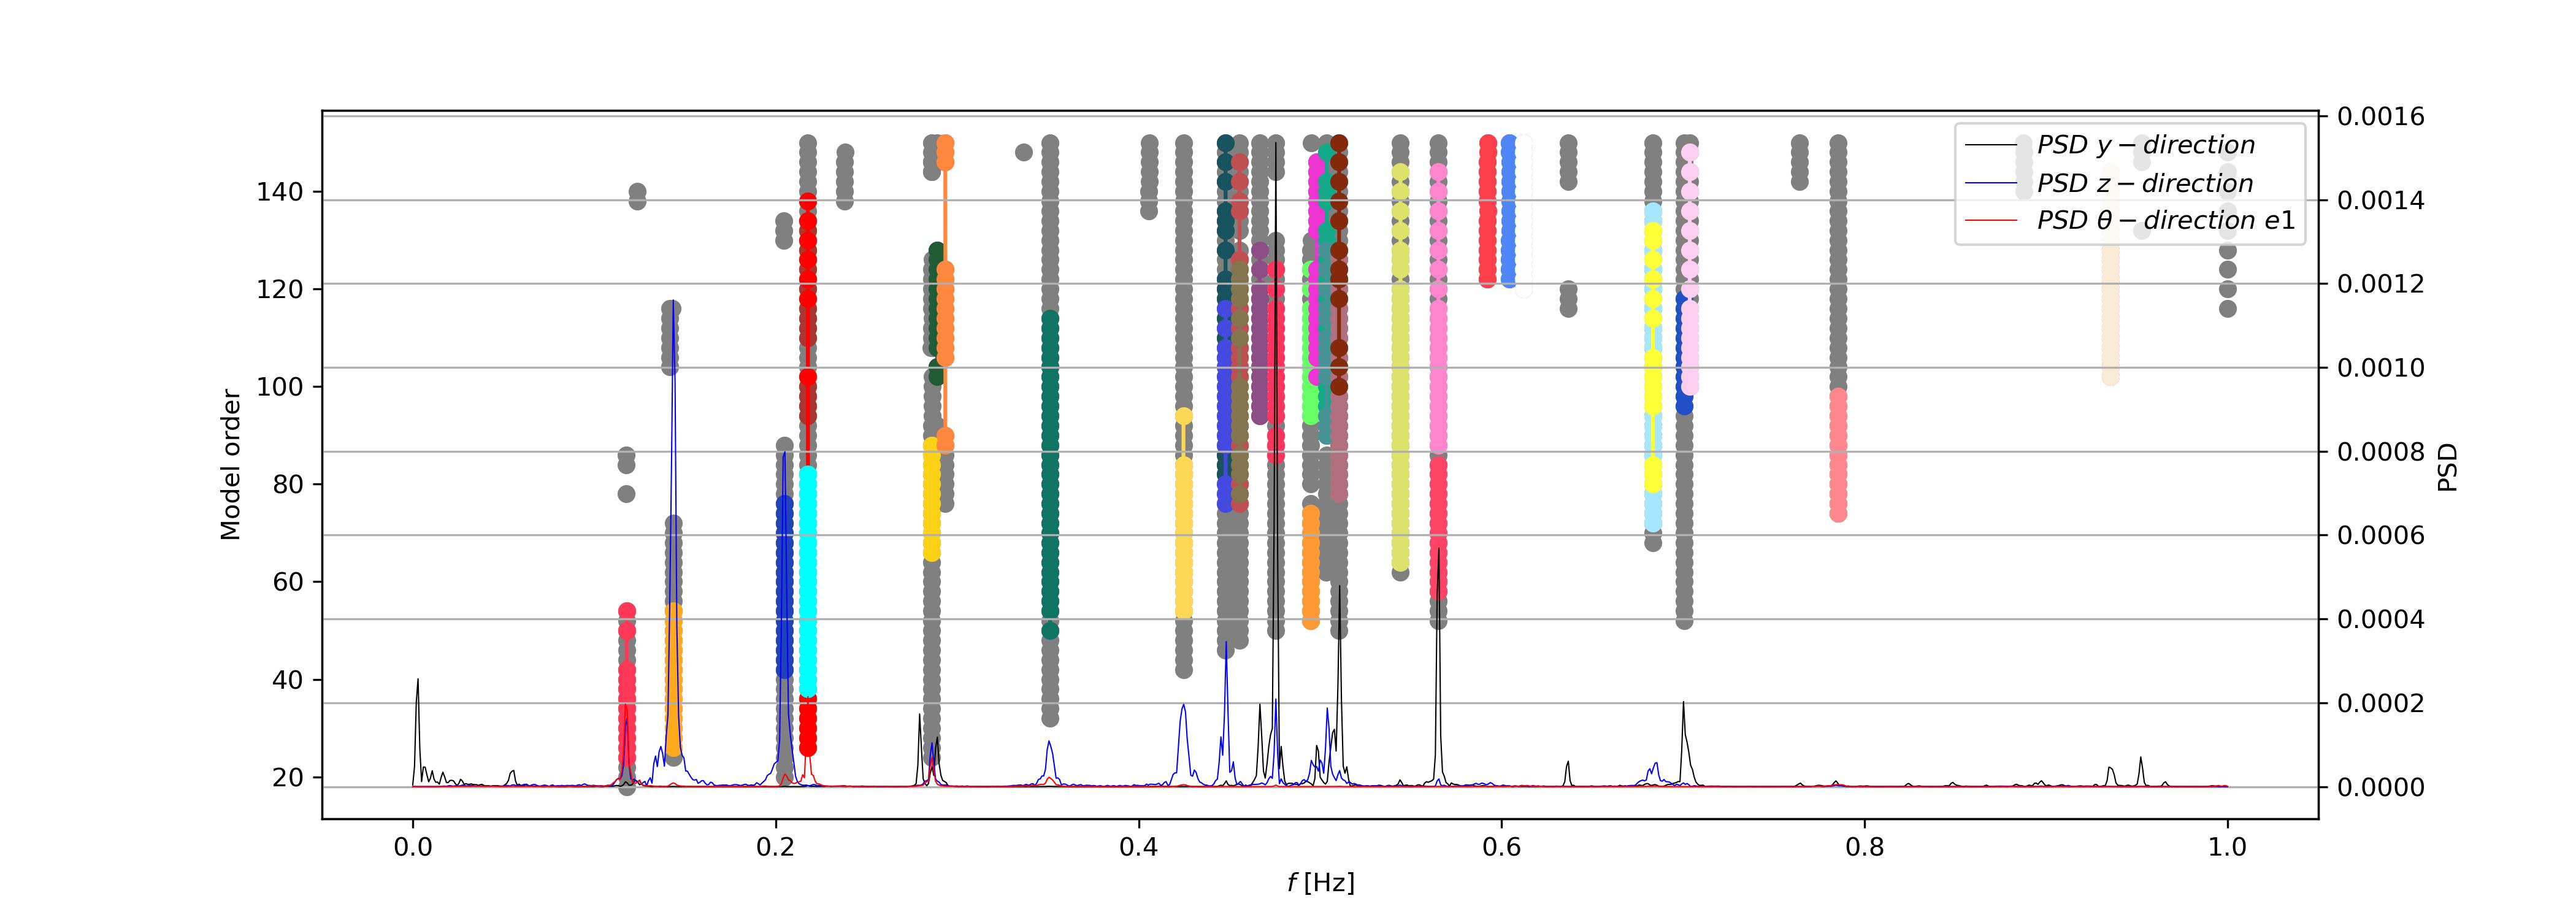 PSD y − direction
PSD z − direction
PSD θ − direction e1
Model order
140
120
100
80
60
40
20
0.0016
0.0014
0.0012
0.0010
0.0008
0.0006
0.0004
0.0002
0.0000
PSD
0.0 0.2 0.4 0.6 0.8 1.0
f [Hz]